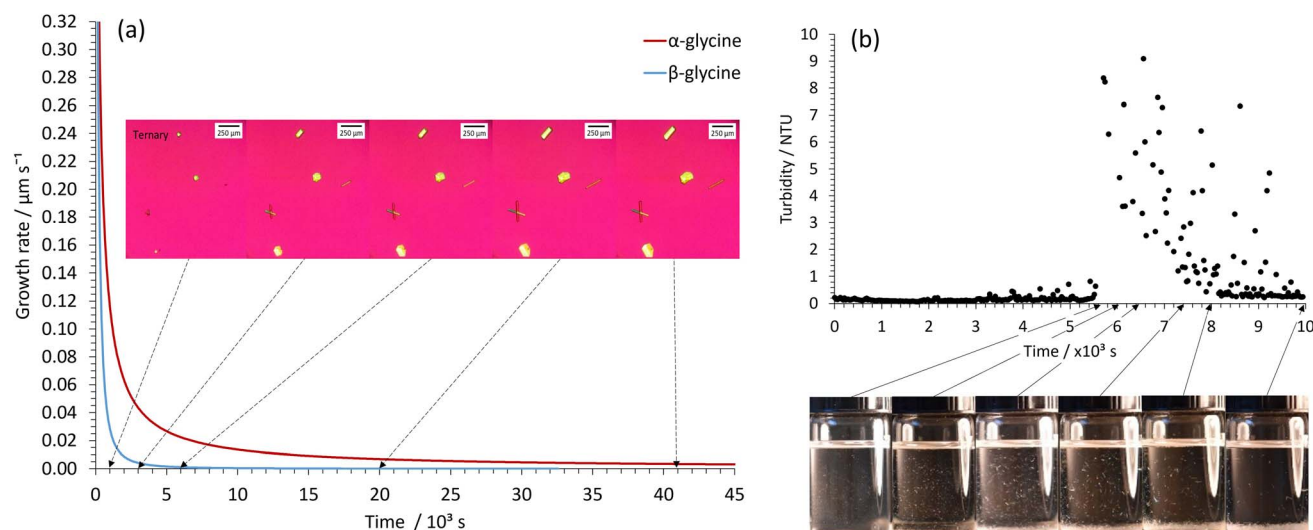 (a)
α-glycine
β-glycine
Growth rate / μm s⁻¹
0.32
0.30
0.28
0.26
0.24
0.22
0.20
0.18
0.16
0.14
0.12
0.10
0.08
0.06
0.04
0.02
0.00
Ternary
250 μm
250 μm
250 μm
250 μm
250 μm
0 5 10 15 20 25 30 35 40 45
Time / 10³ s
(b)
Turbidity / NTU
10
9
8
7
6
5
4
3
2
1
0
0 1 2 3 4 5 6 7 8 9 10
Time / x10³ s